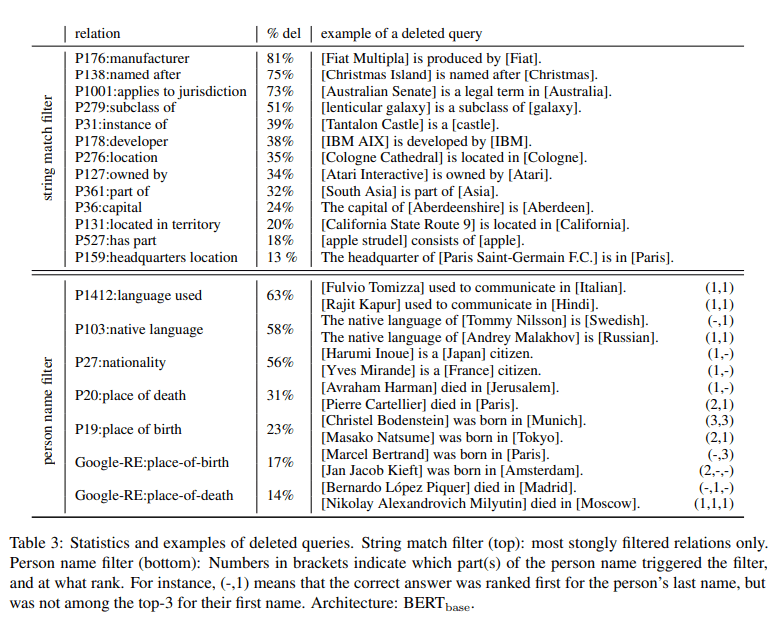 relation % del example of a deleted query
string match filter
P176:manufacturer 81% [Fiat Multipla] is produced by [Fiat].
P138:named after 75% [Christmas Island] is named after [Christmas].
P1001:applies to jurisdiction 73% [Australian Senate] is a legal term in [Australia].
P279:subclass of 51% [lenticular galaxy] is a subclass of [galaxy].
P31:instance of 39% [Tantalon Castle] is a [castle].
P178:developer 38% [IBM AIX] is developed by [IBM].
P276:location 35% [Cologne Cathedral] is located in [Cologne].
P127:owned by 34% [Atari Interactive] is owned by [Atari].
P361:part of 32% [South Asia] is part of [Asia].
P36:capital 24% The capital of [Aberdeenshire] is [Aberdeen].
P131:located in territory 20% [California State Route 9] is located in [California].
P527:has part 18% [apple strudel] consists of [apple].
P159:headquarters location 13 % The headquarter of [Paris Saint-Germain F.C.] is in [Paris].
person name filter
P1412:language used 63% [Fulvio Tomizza] used to communicate in [Italian]. (1,1)
[Rajit Kapur] used to communicate in [Hindi]. (1,1)
P103:native language 58% The native language of [Tommy Nilsson] is [Swedish]. (-,1)
The native language of [Andrey Malakhov] is [Russian]. (1,1)
P27:nationality 56% [Harumi Inoue] is a [Japan] citizen. (1,-)
[Yves Mirande] is a [France] citizen. (1,-)
P20:place of death 31% [Avraham Harman] died in [Jerusalem]. (1,-)
[Pierre Cartellier] died in [Paris]. (2,1)
P19:place of birth 23% [Christel Bodenstein] was born in [Munich]. (3,3)
[Masako Natsume] was born in [Tokyo]. (2,1)
Google-RE:place-of-birth 17% [Marcel Bertrand] was born in [Paris]. (-,3)
[Jan Jacob Kieft] was born in [Amsterdam]. (2,-,-)
Google-RE:place-of-death 14% [Bernardo López Piquer] died in [Madrid]. (-,1,-)
[Nikolay Alexandrovich Milyutin] died in [Moscow]. (1,1,1)
Table 3: Statistics and examples of deleted queries. String match filter (top): most stongly filtered relations only.
Person name filter (bottom): Numbers in brackets indicate which part(s) of the person name triggered the filter,
and at what rank. For instance, (-,1) means that the correct answer was ranked first for the person's last name, but
was not among the top-3 for their first name. Architecture: BERTbase.